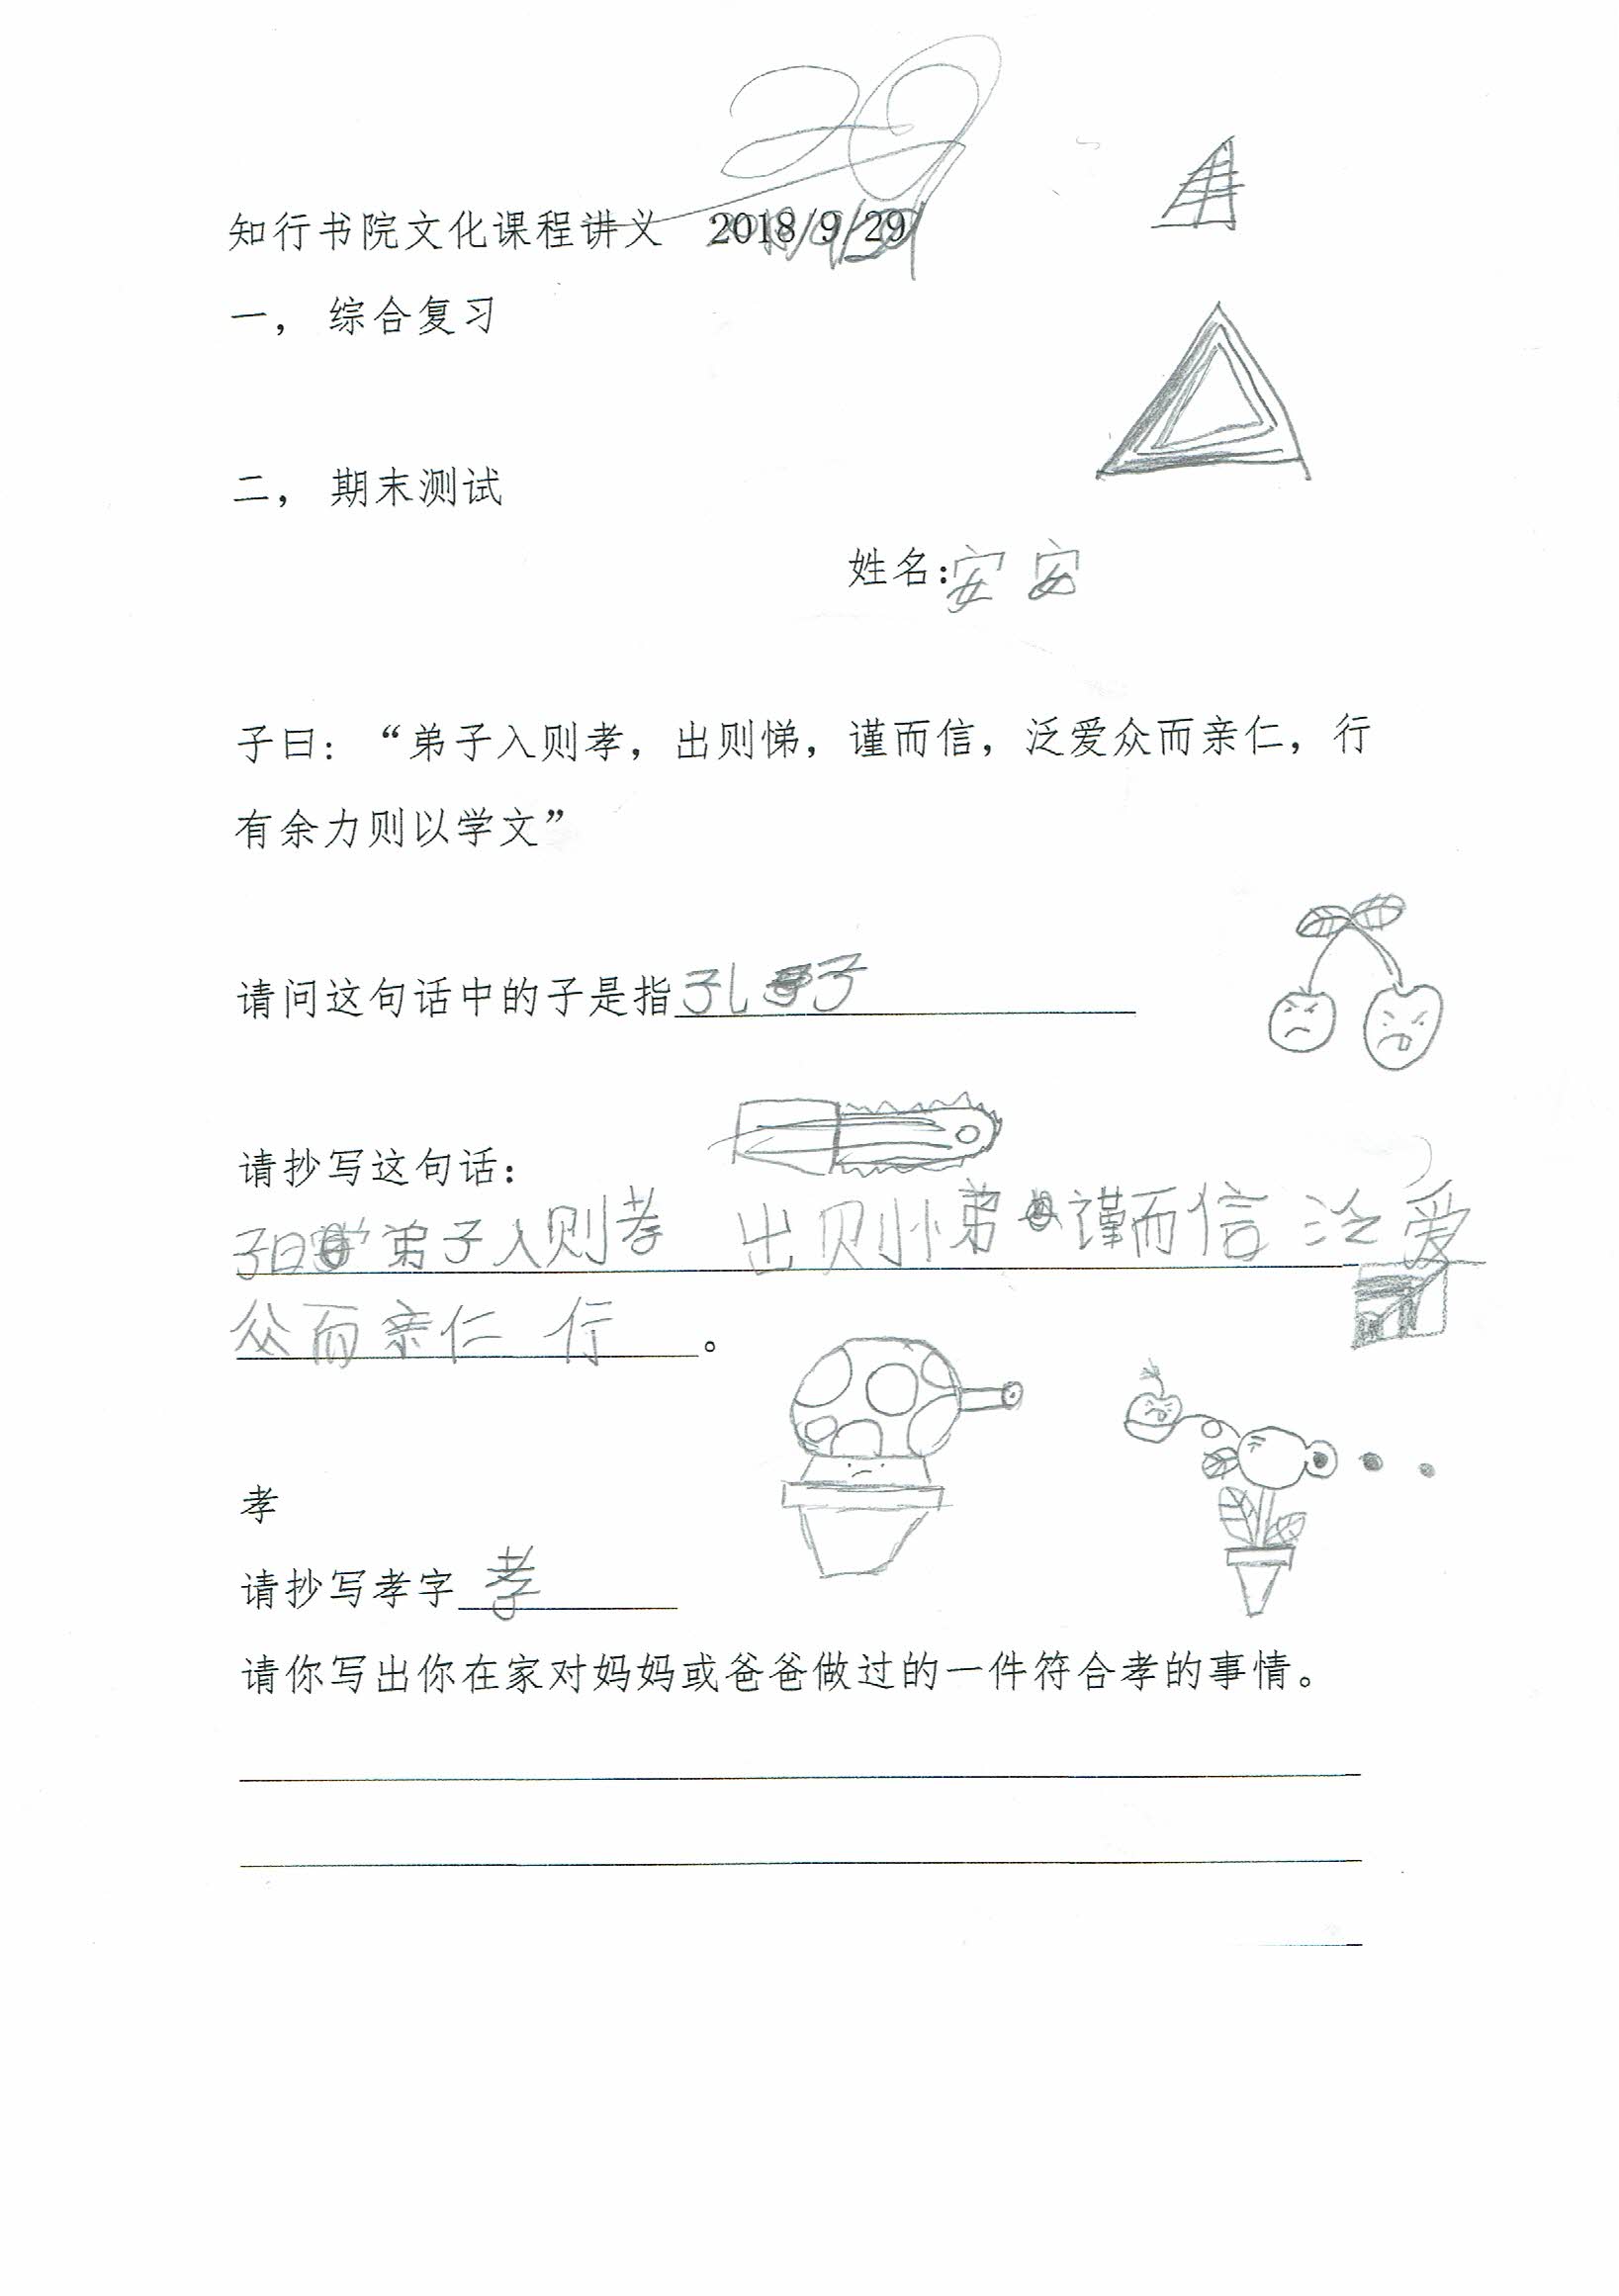 29
知行书院文化课程讲义 2018/9/29
一， 综合复习
二， 期末测试
姓名:安安
子曰：“弟子入则孝，出则悌，谨而信，泛爱众而亲仁，行
有余力则以学文”
请问这句话中的子是指孔子
请抄写这句话：
子曰弟子入则孝 出则悌谨而信 泛爱
众而亲仁 行。
孝
请抄写孝字孝
请你写出你在家对妈妈或爸爸做过的一件符合孝的事情。